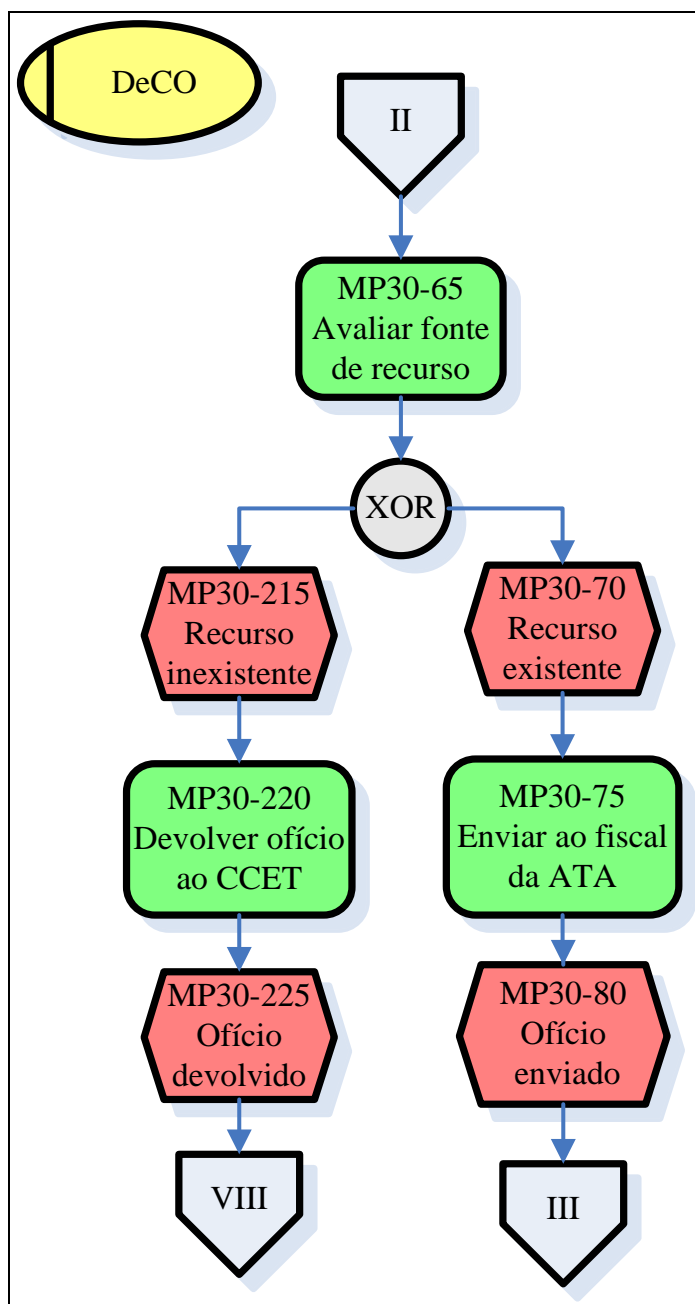 DeCO
II
MP30-65
Avaliar fonte
de recurso
XOR
MP30-215
Recurso
inexistente
MP30-70
Recurso
existente
MP30-220
Devolver ofício
ao CCET
MP30-75
Enviar ao fiscal
da ATA
MP30-225
Ofício
devolvido
MP30-80
Ofício
enviado
VIII
III